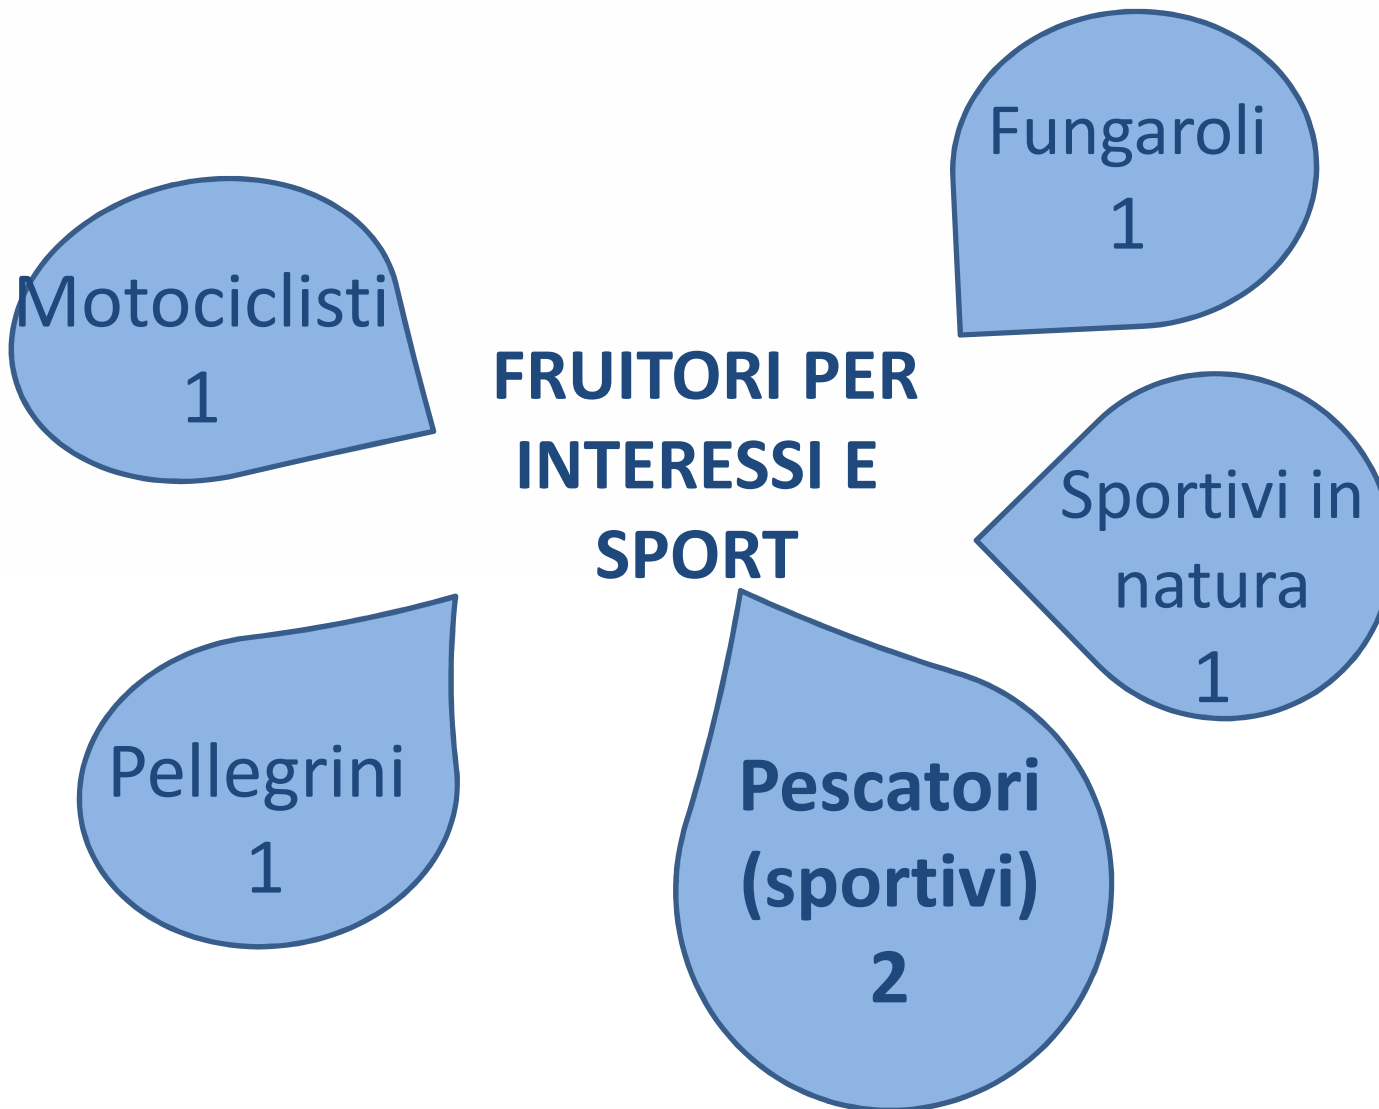 Fungaroli
1
Motociclisti
1
FRUITORI PER
INTERESSI E
SPORT
Sportivi in
natura
1
Pellegrini
1
Pescatori
(sportivi)
2